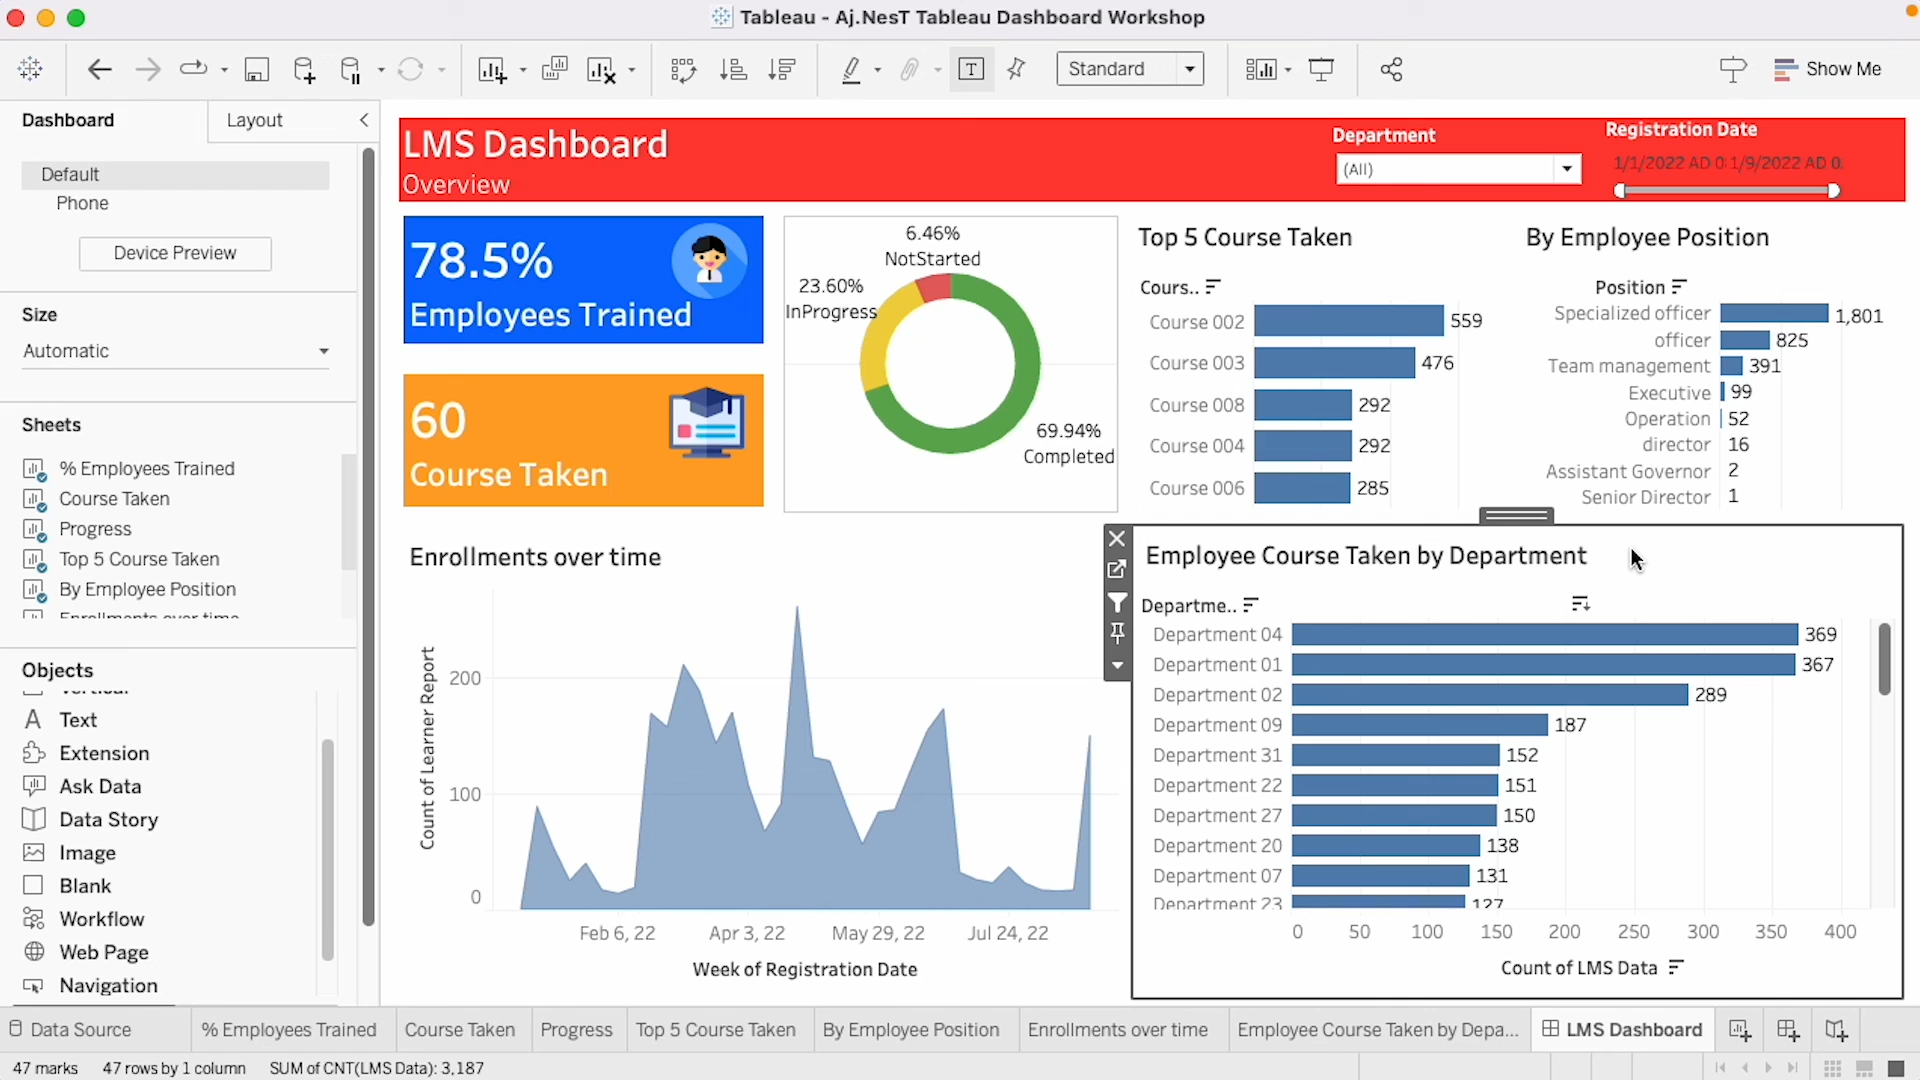 Tableau - Aj.NesT Tableau Dashboard Workshop
Standard
Show Me
Dashboard
Layout
Default
Phone
Device Preview
Size
Automatic
Sheets
% Employees Trained
Course Taken
Progress
Top 5 Course Taken
By Employee Position
Enrollments over time
Objects
Vertical
Text
Extension
Ask Data
Data Story
Image
Blank
Workflow
Web Page
Navigation
LMS Dashboard
Overview
Department
(All)
Registration Date
1/1/2022 AD 0: 1/9/2022 AD 0:
78.5%
Employees Trained
60
Course Taken
6.46%
NotStarted
23.60%
InProgress
69.94%
Completed
Top 5 Course Taken
Cours..
Course 002 559
Course 003 476
Course 008 292
Course 004 292
Course 006 285
By Employee Position
Position
Specialized officer 1,801
officer 825
Team management 391
Executive 99
Operation 52
director 16
Assistant Governor 2
Senior Director 1
Enrollments over time
Count of Learner Report
200
100
0
Feb 6, 22 Apr 3, 22 May 29, 22 Jul 24, 22
Week of Registration Date
Employee Course Taken by Department
Departme..
Department 04 369
Department 01 367
Department 02 289
Department 09 187
Department 31 152
Department 22 151
Department 27 150
Department 20 138
Department 07 131
Department 23 127
0 50 100 150 200 250 300 350 400
Count of LMS Data
Data Source
% Employees Trained
Course Taken
Progress
Top 5 Course Taken
By Employee Position
Enrollments over time
Employee Course Taken by Depa...
LMS Dashboard
47 marks 47 rows by 1 column SUM of CNT(LMS Data): 3,187